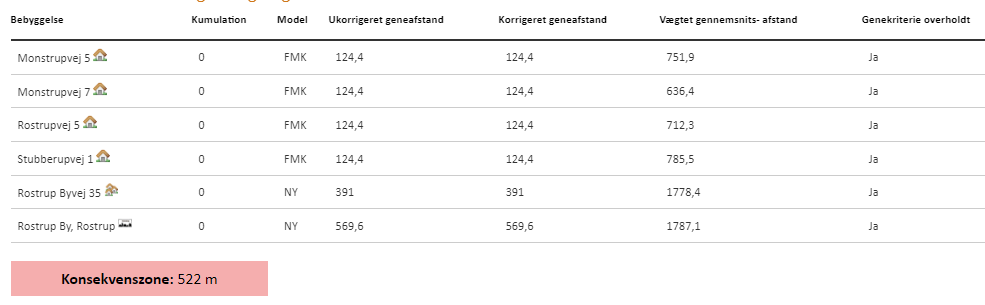 Bebyggelse Kumulation Model Ukorrigeret geneafstand Korrigeret geneafstand Vægtet gennemsnits- afstand Genekriterie overholdt
Monstrupvej 5 0 FMK 124,4 124,4 751,9 Ja
Monstrupvej 7 0 FMK 124,4 124,4 636,4 Ja
Rostrupvej 5 0 FMK 124,4 124,4 712,3 Ja
Stubberupvej 1 0 FMK 124,4 124,4 785,5 Ja
Rostrup Byvej 35 0 NY 391 391 1778,4 Ja
Rostrup By, Rostrup 0 NY 569,6 569,6 1787,1 Ja
Konsekvenszone: 522 m